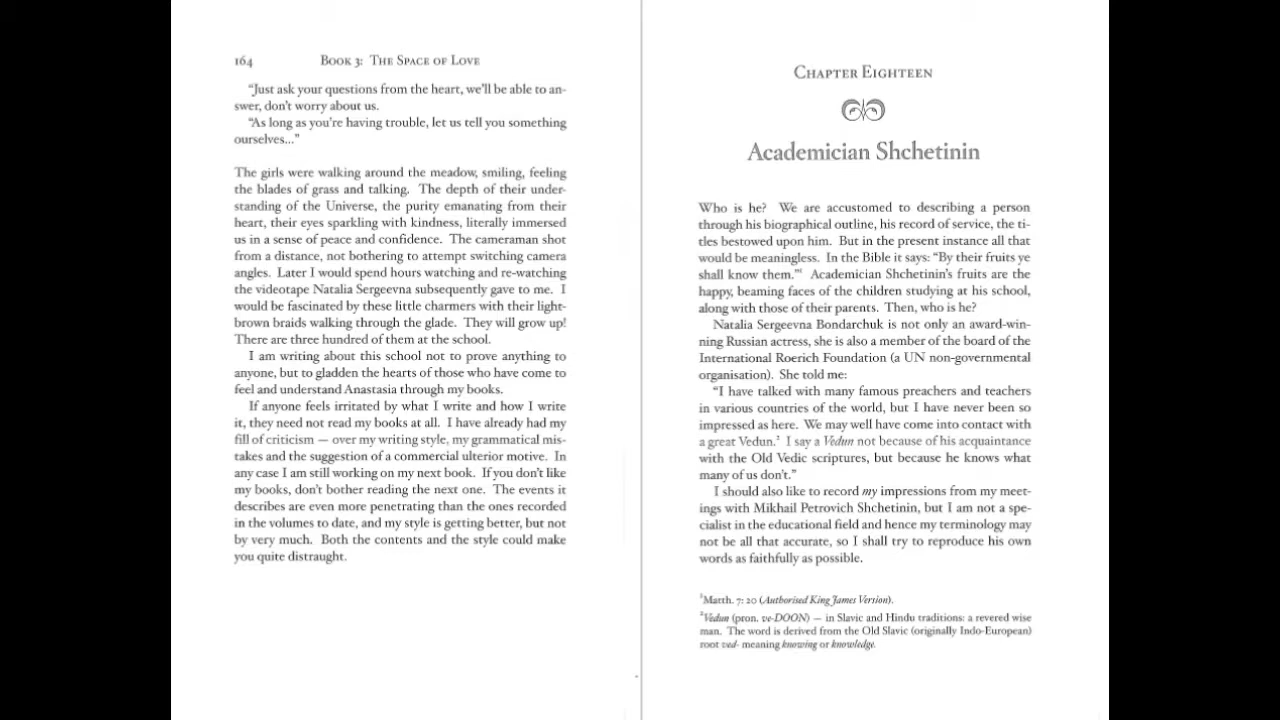 164
Book 3: The Space of Love
“Just ask your questions from the heart, we'll be able to an-
swer, don't worry about us.
“As long as you're having trouble, let us tell you something
ourselves...”
The girls were walking around the meadow, smiling, feeling
the blades of grass and talking. The depth of their under-
standing of the Universe, the purity emanating from their
heart, their eyes sparkling with kindness, literally immersed
us in a sense of peace and confidence. The cameraman shot
from a distance, not bothering to attempt switching camera
angles. Later I would spend hours watching and re-watching
the videotape Natalia Sergeevna subsequently gave to me. I
would be fascinated by these little charmers with their light-
brown braids walking through the glade. They will grow up!
There are three hundred of them at the school.
I am writing about this school not to prove anything to
anyone, but to gladden the hearts of those who have come to
feel and understand Anastasia through my books.
If anyone feels irritated by what I write and how I write
it, they need not read my books at all. I have already had my
fill of criticism — over my writing style, my grammatical mis-
takes and the suggestion of a commercial ulterior motive. In
any case I am still working on my next book. If you don't like
my books, don't bother reading the next one. The events it
describes are even more penetrating than the ones recorded
in the volumes to date, and my style is getting better, but not
by very much. Both the contents and the style could make
you quite distraught.
Chapter Eighteen
Academician Shchetinin
Who is he? We are accustomed to describing a person
through his biographical outline, his record of service, the ti-
tles bestowed upon him. But in the present instance all that
would be meaningless. In the Bible it says: “By their fruits ye
shall know them.”¹ Academician Shchetinin's fruits are the
happy, beaming faces of the children studying at his school,
along with those of their parents. Then, who is he?
Natalia Sergeevna Bondarchuk is not only an award-win-
ning Russian actress, she is also a member of the board of the
International Roerich Foundation (a UN non-governmental
organisation). She told me:
“I have talked with many famous preachers and teachers
in various countries of the world, but I have never been so
impressed as here. We may well have come into contact with
a great Vedun.² I say a Vedun not because of his acquaintance
with the Old Vedic scriptures, but because he knows what
many of us don't.”
I should also like to record my impressions from my meet-
ings with Mikhail Petrovich Shchetinin, but I am not a spe-
cialist in the educational field and hence my terminology may
not be all that accurate, so I shall try to reproduce his own
words as faithfully as possible.
¹Matth. 7: 20 (Authorised King James Version).
²Vedun (pron. ve-DOON) — in Slavic and Hindu traditions: a revered wise
man. The word is derived from the Old Slavic (originally Indo-European)
root ved- meaning knowing or knowledge.